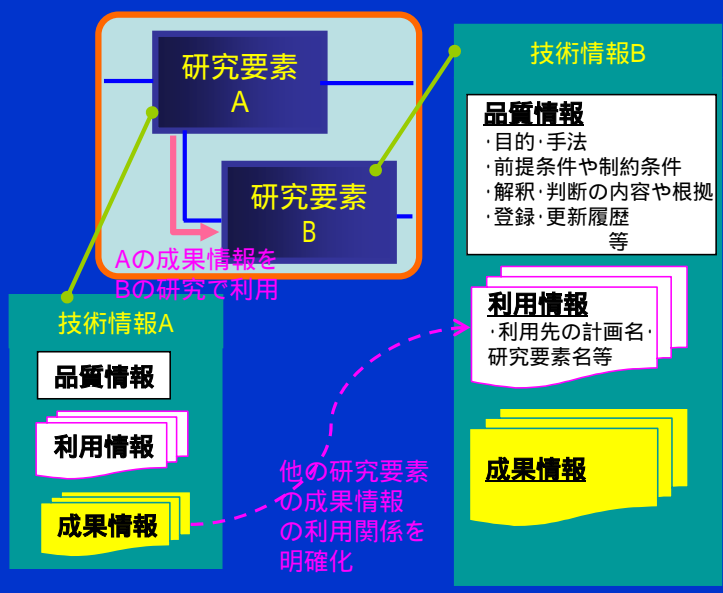 研究要素
A
研究要素
B
Aの成果情報を
Bの研究で利用
技術情報A
品質情報
利用情報
成果情報
他の研究要素
の成果情報
の利用関係を
明確化
技術情報B
品質情報
･目的･手法
･前提条件や制約条件
･解釈･判断の内容や根拠
･登録･更新履歴
等
利用情報
･利用先の計画名･
研究要素名等
成果情報